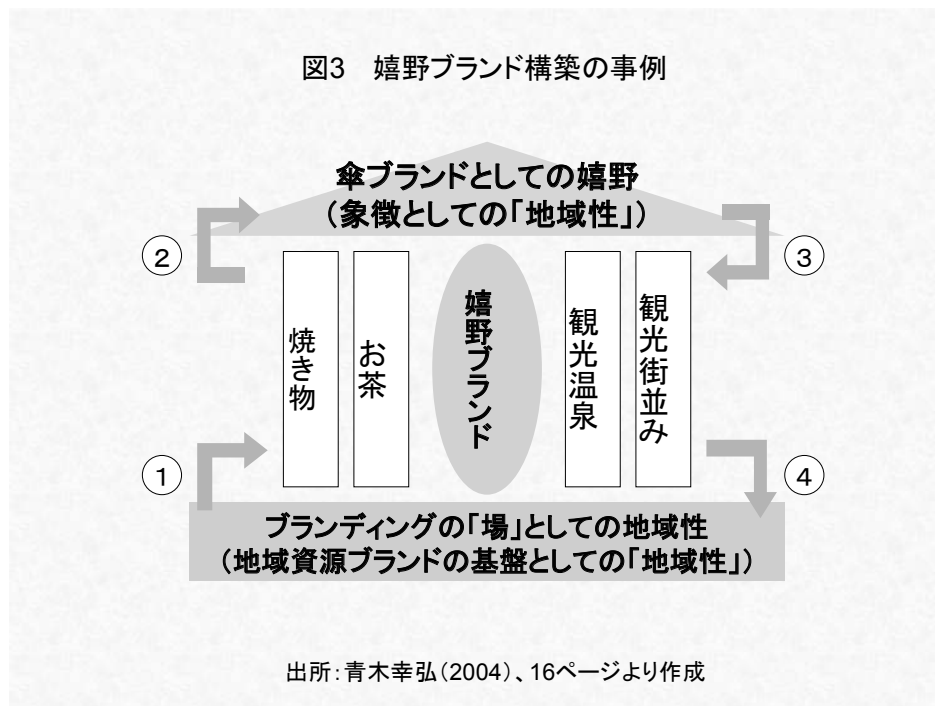 図3 嬉野ブランド構築の事例
傘ブランドとしての嬉野
(象徴としての「地域性」)
②
③
焼き物
お茶
嬉野ブランド
観光温泉
観光街並み
①
④
ブランディングの「場」としての地域性
(地域資源ブランドの基盤としての「地域性」)
出所:青木幸弘(2004)、16ページより作成